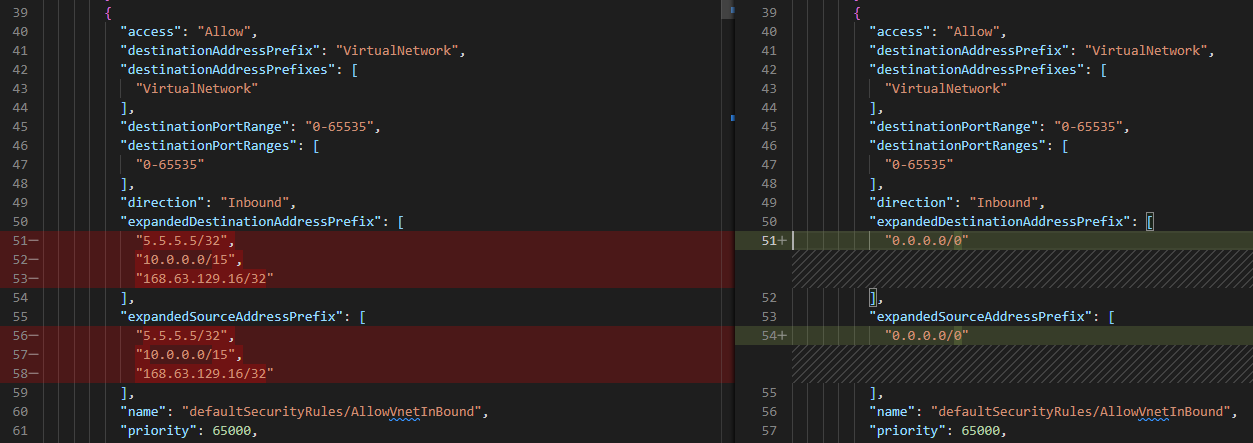 39 {
40 "access": "Allow",
41 "destinationAddressPrefix": "VirtualNetwork",
42 "destinationAddressPrefixes": [
43 "VirtualNetwork"
44 ],
45 "destinationPortRange": "0-65535",
46 "destinationPortRanges": [
47 "0-65535"
48 ],
49 "direction": "Inbound",
50 "expandedDestinationAddressPrefix": [
51— "5.5.5.5/32",
52— "10.0.0.0/15",
53— "168.63.129.16/32"
54 ],
55 "expandedSourceAddressPrefix": [
56— "5.5.5.5/32",
57— "10.0.0.0/15",
58— "168.63.129.16/32"
59 ],
60 "name": "defaultSecurityRules/AllowVnetInBound",
61 "priority": 65000,
39 {
40 "access": "Allow",
41 "destinationAddressPrefix": "VirtualNetwork",
42 "destinationAddressPrefixes": [
43 "VirtualNetwork"
44 ],
45 "destinationPortRange": "0-65535",
46 "destinationPortRanges": [
47 "0-65535"
48 ],
49 "direction": "Inbound",
50 "expandedDestinationAddressPrefix": [
51+ "0.0.0.0/0"
52 ],
53 "expandedSourceAddressPrefix": [
54+ "0.0.0.0/0"
55 ],
56 "name": "defaultSecurityRules/AllowVnetInBound",
57 "priority": 65000,